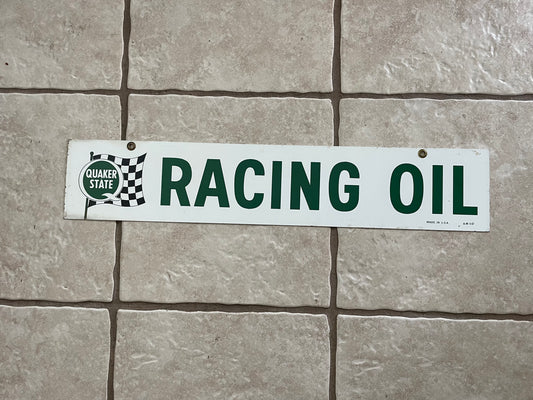 QUAKER
STATE
RACING OIL
MADE IN U.S.A.